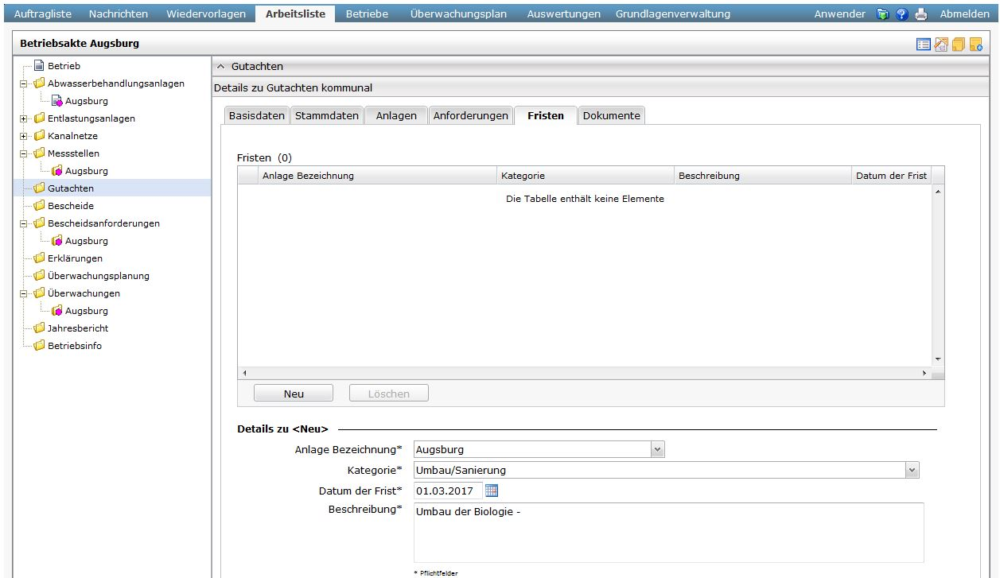 Auftragliste Nachrichten Wiedervorlagen Arbeitsliste Betriebe Überwachungsplan Auswertungen Grundlagenverwaltung Anwender Abmelden
Betriebsakte Augsburg
Betrieb
Abwasserbehandlungsanlagen
Augsburg
Entlastungsanlagen
Kanalnetze
Messstellen
Augsburg
Gutachten
Bescheide
Bescheidsanforderungen
Augsburg
Erklärungen
Überwachungsplanung
Überwachungen
Augsburg
Jahresbericht
Betriebsinfo
Gutachten
Details zu Gutachten kommunal
Basisdaten Stammdaten Anlagen Anforderungen Fristen Dokumente
Fristen (0)
Anlage Bezeichnung Kategorie Beschreibung Datum der Frist
Die Tabelle enthält keine Elemente
Neu Löschen
Details zu <Neu>
Anlage Bezeichnung* Augsburg
Kategorie* Umbau/Sanierung
Datum der Frist* 01.03.2017
Beschreibung* Umbau der Biologie -
* Pflichtfelder